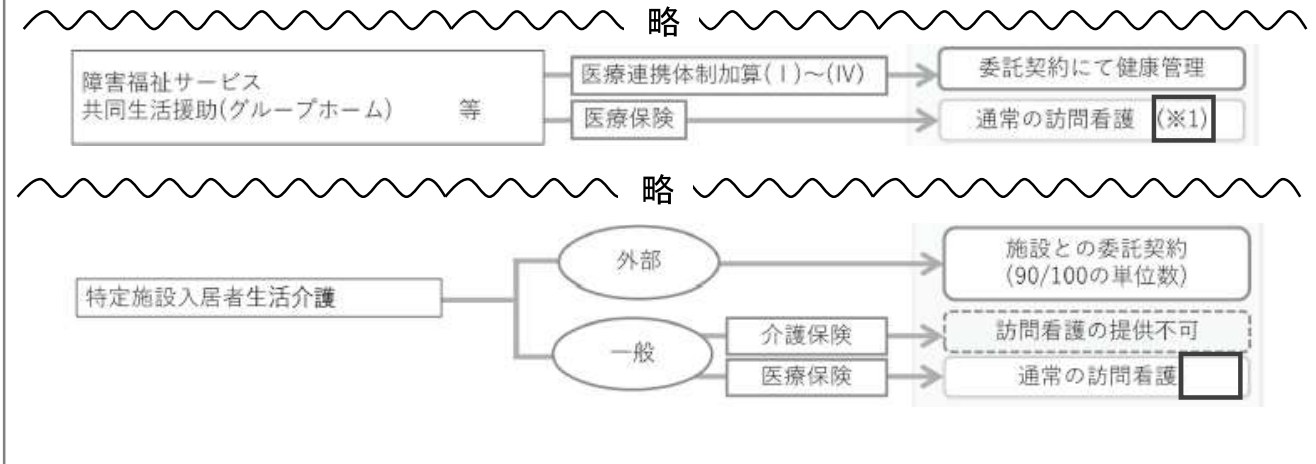 略
障害福祉サービス
共同生活援助(グループホーム) 等
医療連携体制加算(Ⅰ)~(Ⅳ)
委託契約にて健康管理
医療保険
通常の訪問看護 (※1)
略
特定施設入居者生活介護
外部
施設との委託契約
(90/100の単位数)
一般
介護保険
訪問看護の提供不可
医療保険
通常の訪問看護